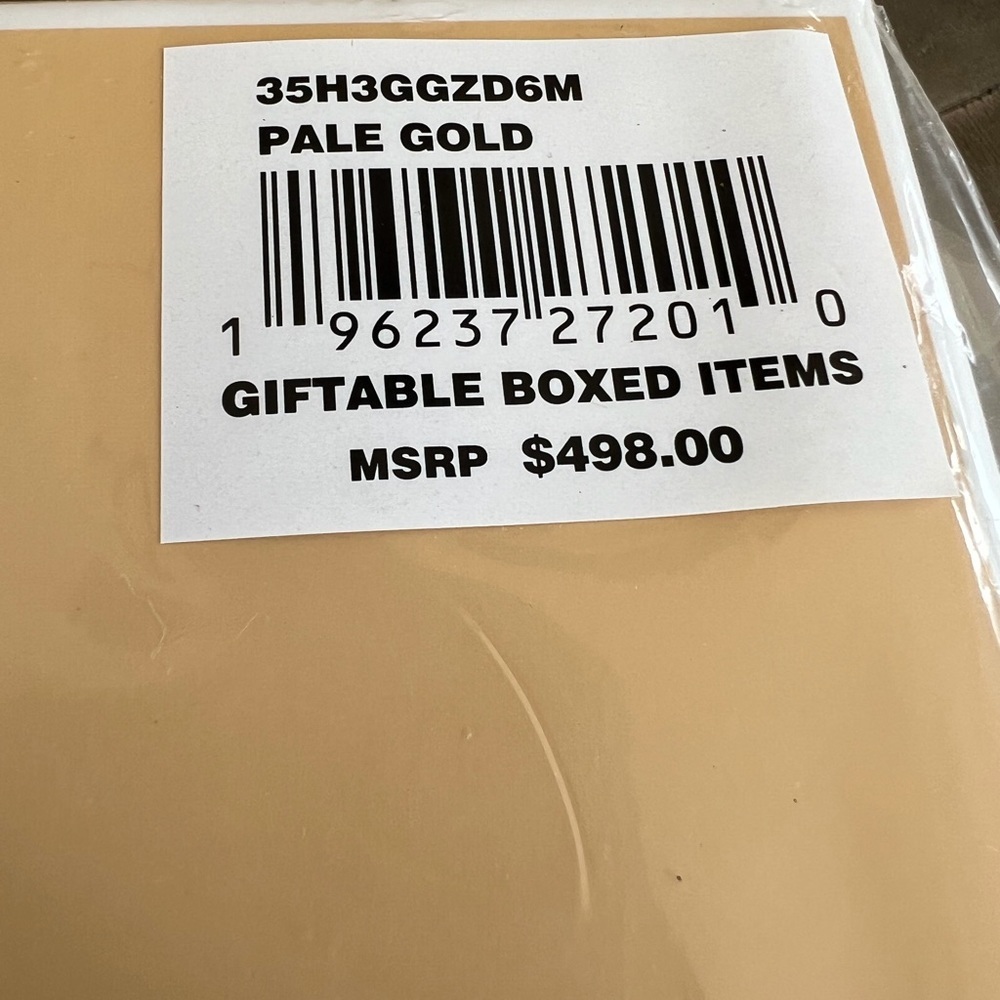 35H3GGZD6M
PALE GOLD
1 96237 27201 0
GIFTABLE BOXED ITEMS
MSRP $498.00